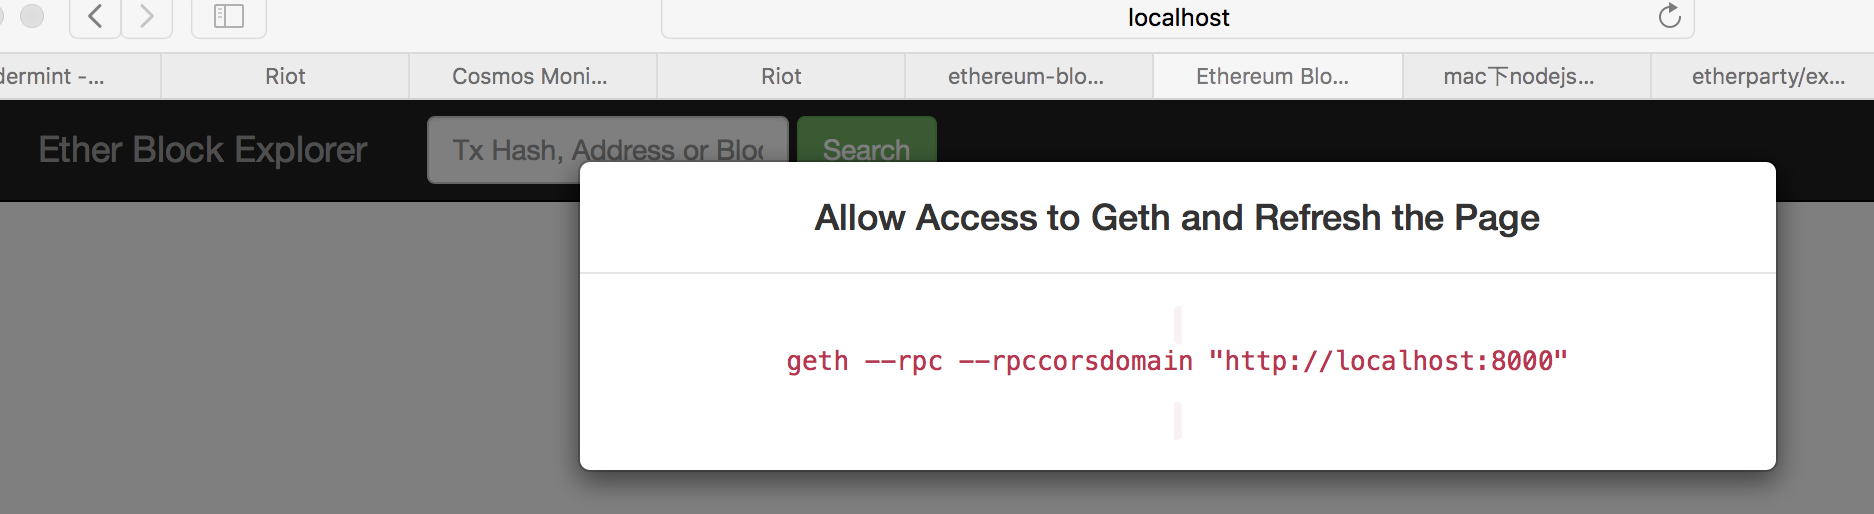 localhost
dermint -...
Riot
Cosmos Moni...
Riot
ethereum-blo...
Ethereum Blo...
mac下nodejs...
etherparty/ex...
Ether Block Explorer
Tx Hash, Address or Bloc
Search
Allow Access to Geth and Refresh the Page
geth --rpc --rpccorsdomain "http://localhost:8000"